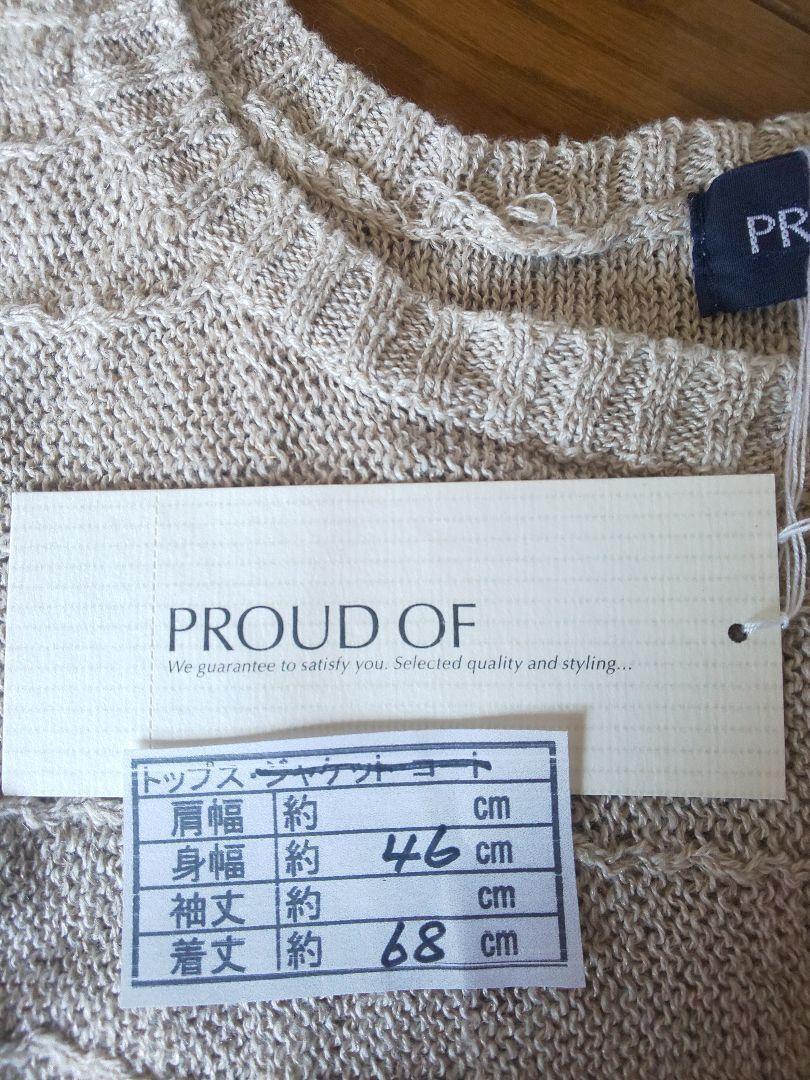 PR
PROUD OF
We guarantee to satisfy you. Selected quality and styling...
トップス ジャケット コート
肩幅 約 cm
身幅 約 46 cm
袖丈 約 cm
着丈 約 68 cm